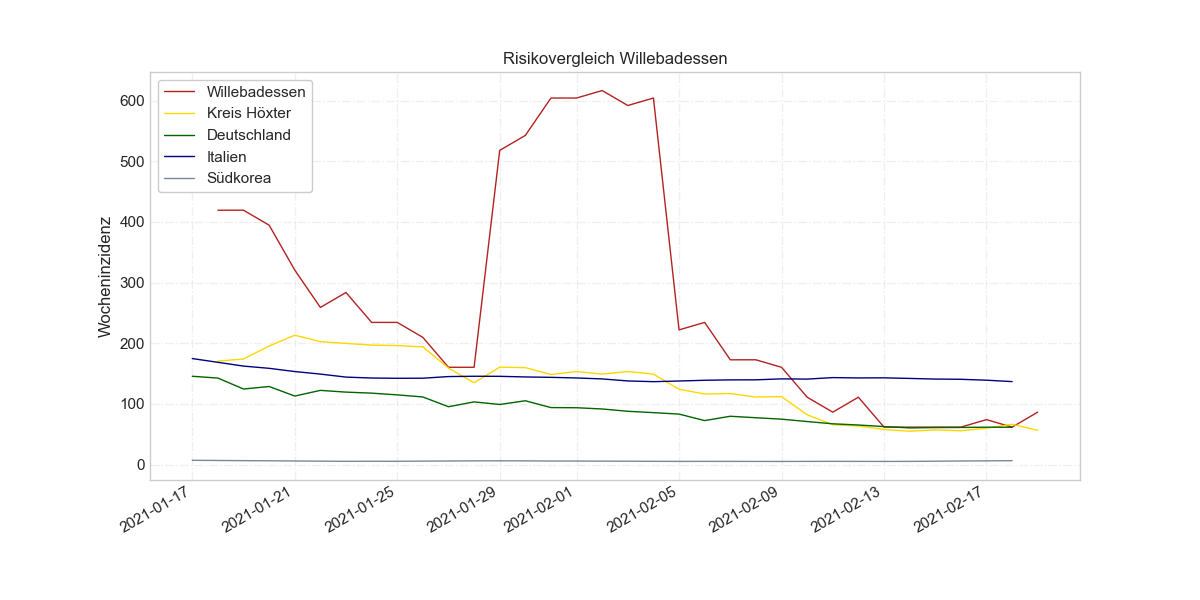 Risikovergleich Willebadessen
Willebadessen
Kreis Höxter
Deutschland
Italien
Südkorea
Wocheninzidenz
600
500
400
300
200
100
0
2021-01-17
2021-01-21
2021-01-25
2021-01-29
2021-02-01
2021-02-05
2021-02-09
2021-02-13
2021-02-17